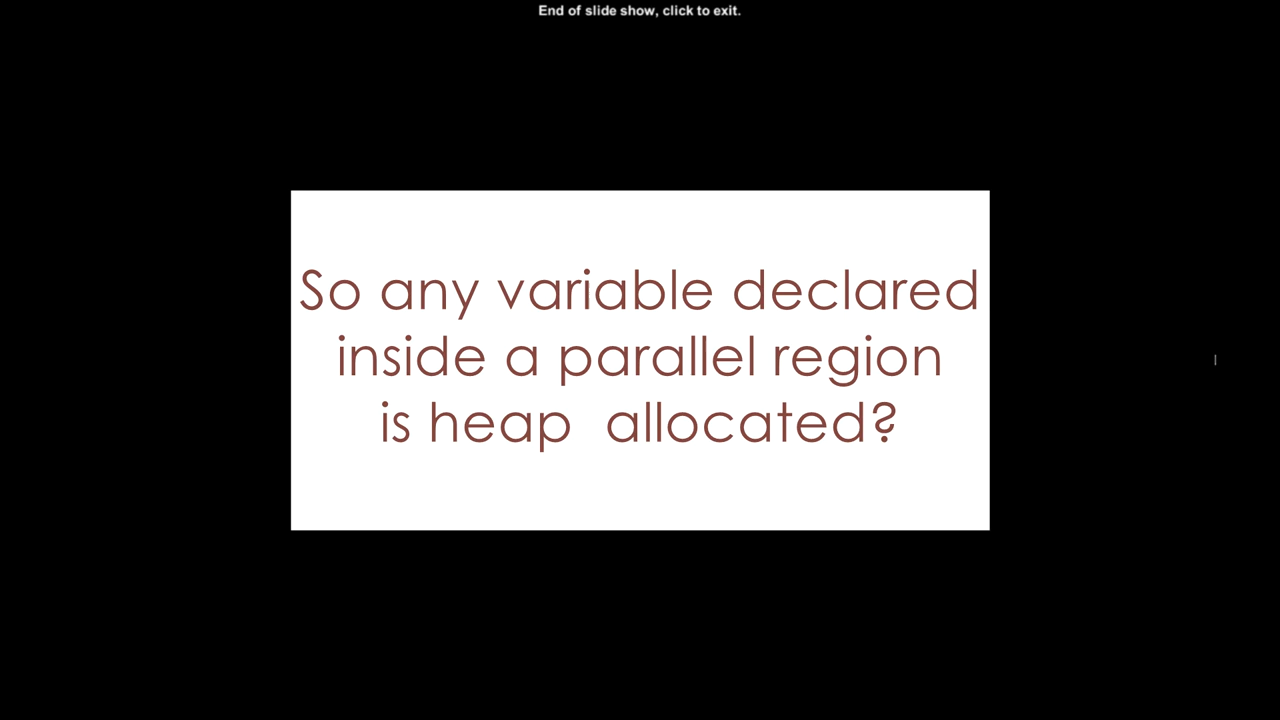 End of slide show, click to exit.
So any variable declared
inside a parallel region
is heap  allocated?